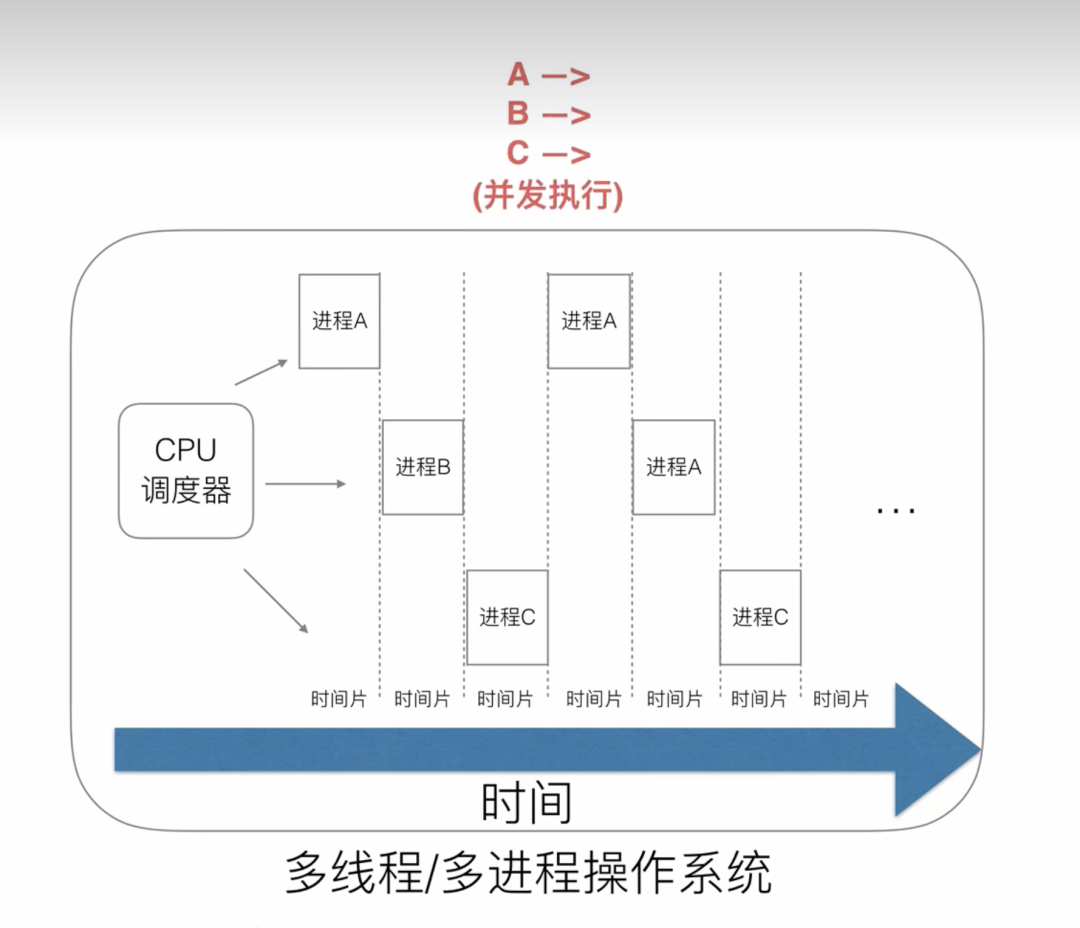 A —>
B —>
C —>
(并发执行)
进程A
进程A
CPU
调度器
进程B
进程A
...
进程C
进程C
时间片 时间片 时间片 时间片 时间片 时间片 时间片
时间
多线程/多进程操作系统